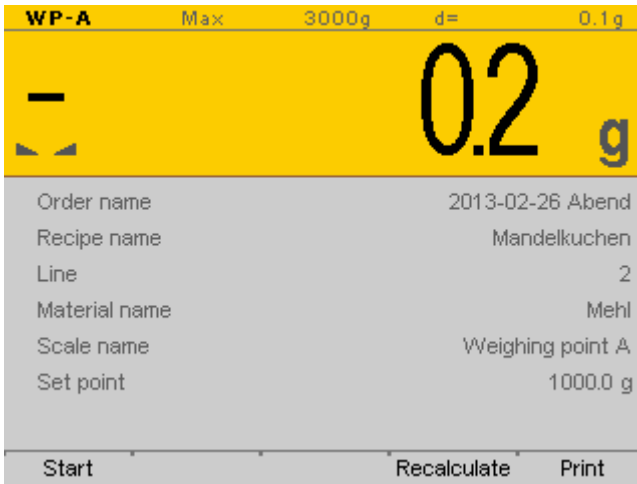 WP-A Max 3000g d= 0.1g
– 0.2 g
Order name 2013-02-26 Abend
Recipe name Mandelkuchen
Line 2
Material name Mehl
Scale name Weighing point A
Set point 1000.0 g
Start Recalculate Print